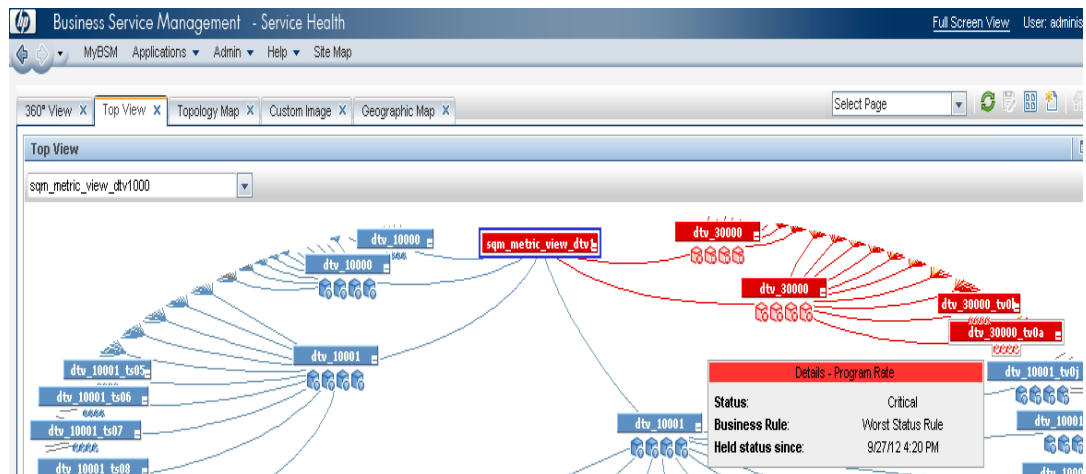 hp Business Service Management - Service Health
Full Screen View User: adminis
MyBSM Applications Admin Help Site Map
360° View X Top View X Topology Map X Custom Image X Geographic Map X
Select Page
Top View
sqm_metric_view_dtv1000
dtv_10000
sqm_metric_view_dtv1
dtv_30000
dtv_10000
dtv_30000
dtv_30000_tv0
dtv_30000_tv0a
dtv_10001
dtv_10001_ts05
dtv_10001_tv0j
dtv_10001_ts06
dtv_10001_ts07
dtv_10001_ts08
dtv_10001
dtv_10001
dtv_1000
Details - Program Rate
Status: Critical
Business Rule: Worst Status Rule
Held status since: 9/27/12 4:20 PM